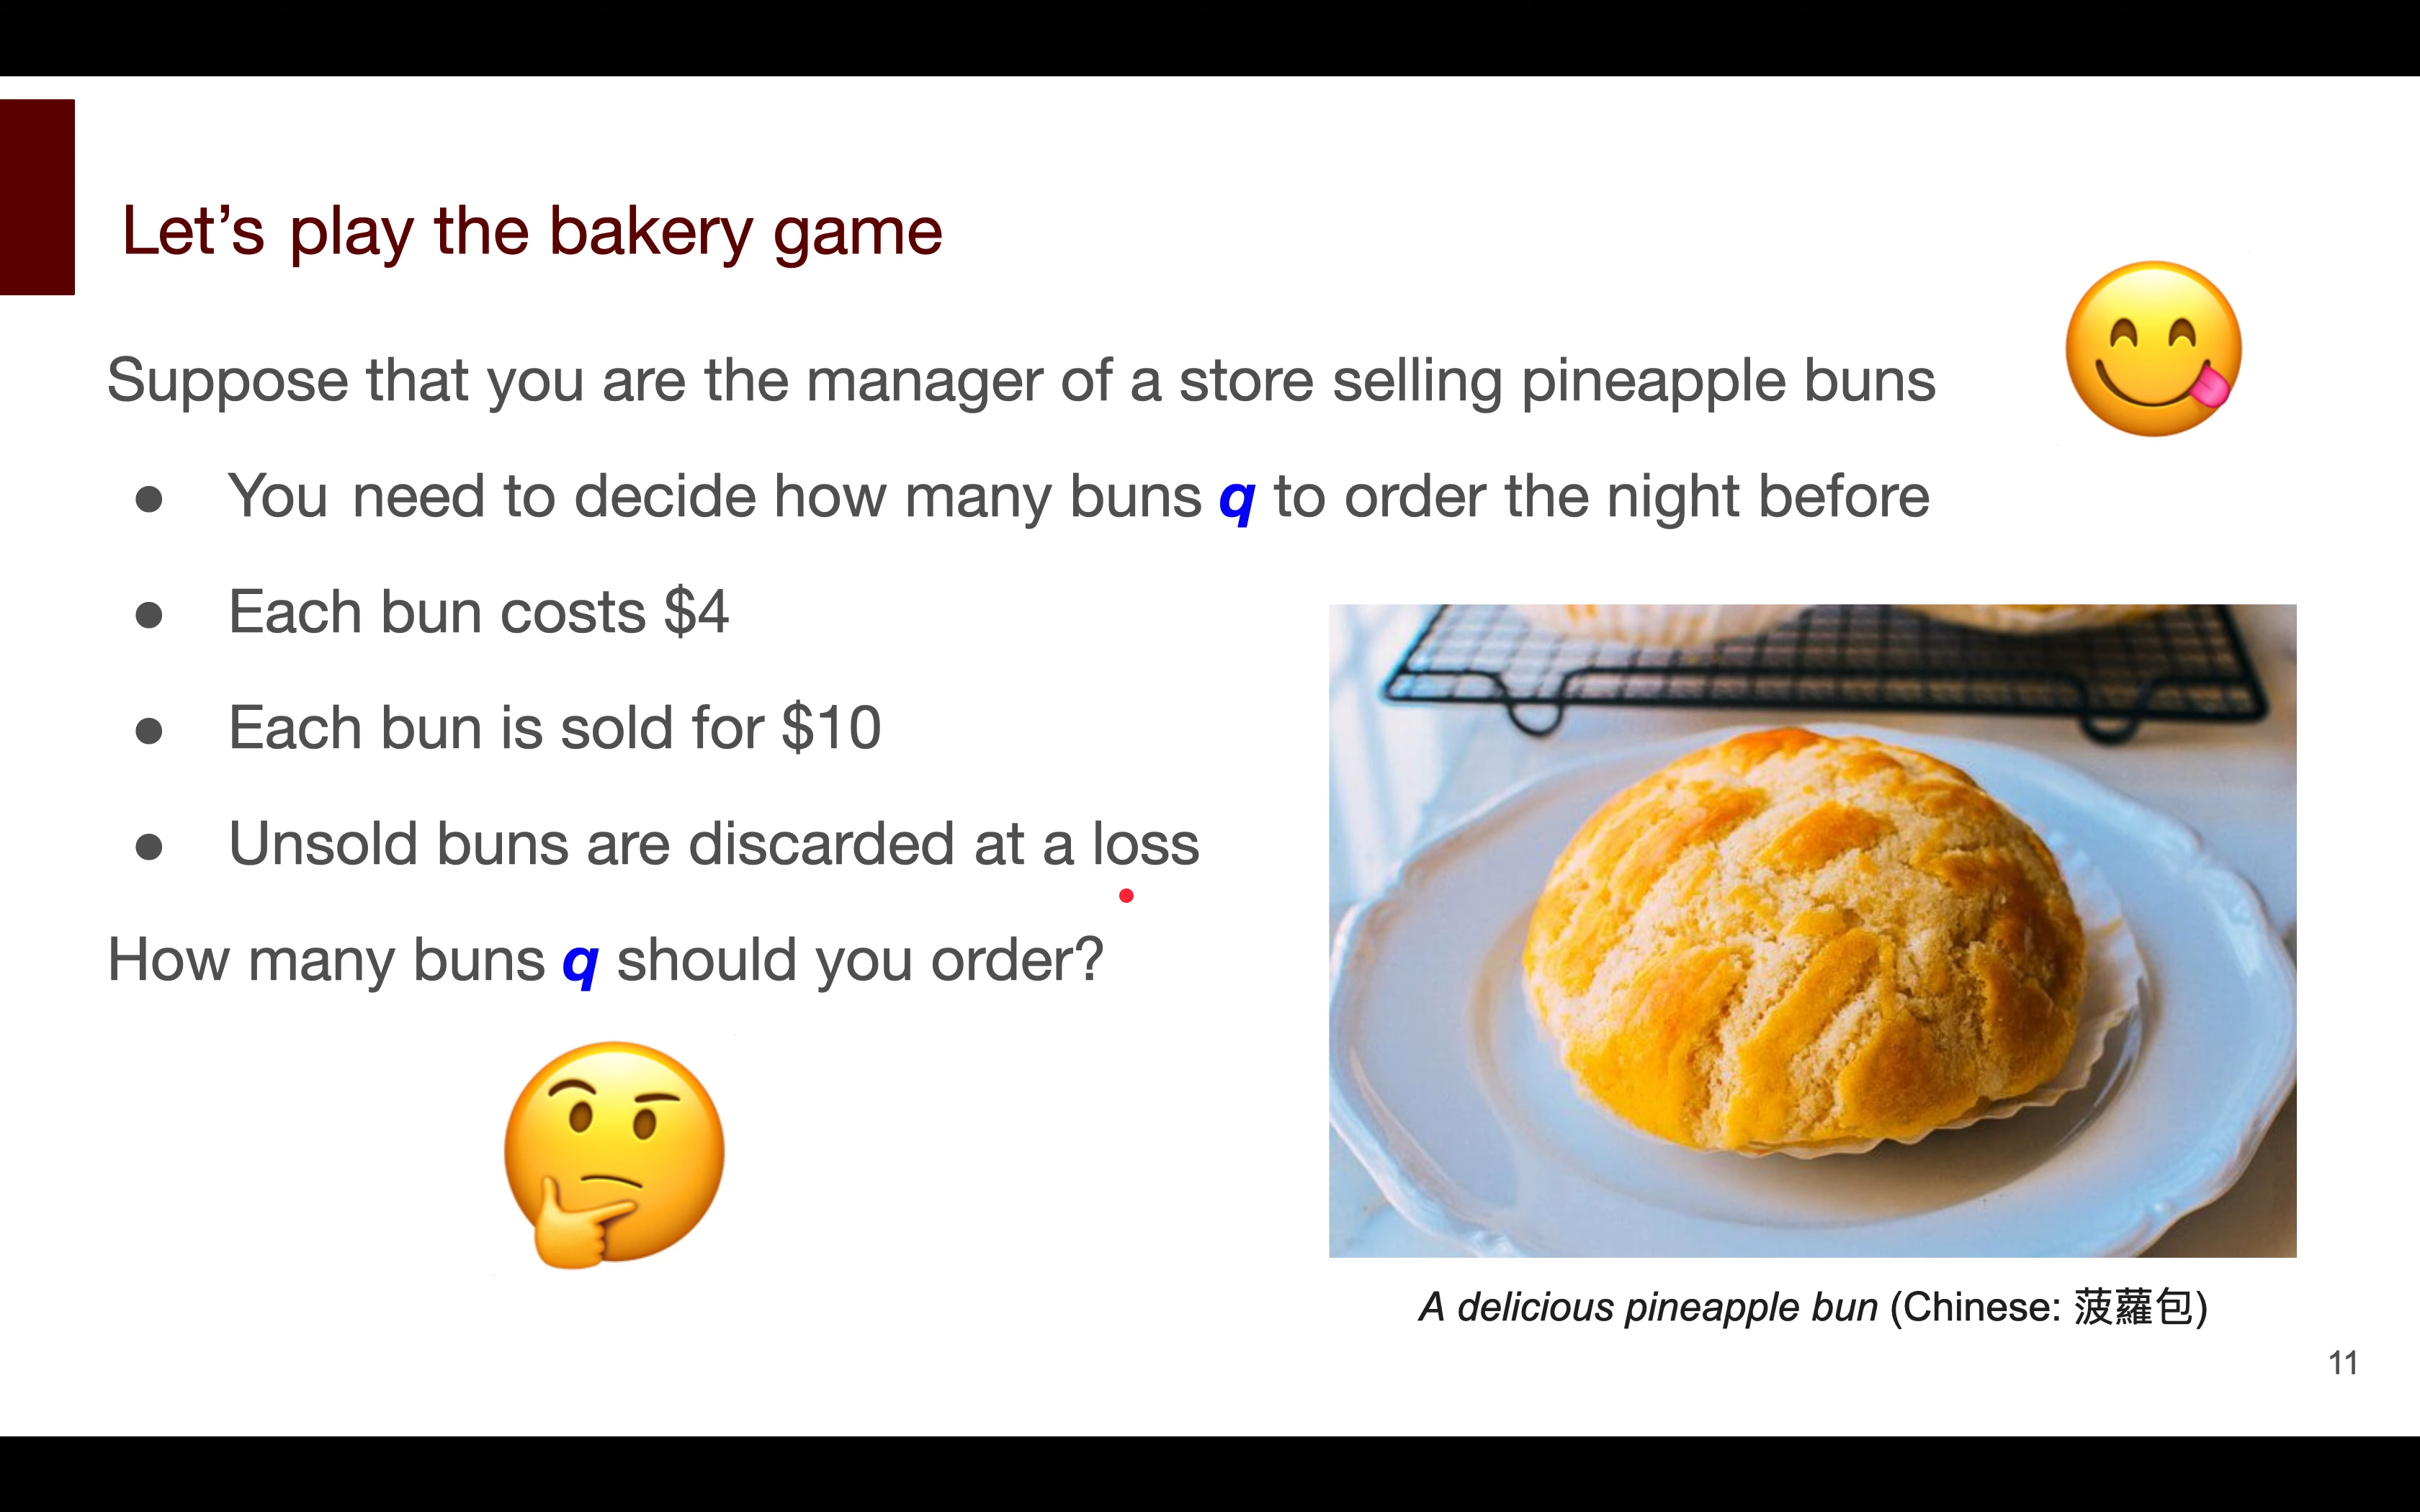 Let's play the bakery game
Suppose that you are the manager of a store selling pineapple buns
● You need to decide how many buns q to order the night before
● Each bun costs $4
● Each bun is sold for $10
● Unsold buns are discarded at a loss
How many buns q should you order?
A delicious pineapple bun (Chinese: 菠蘿包)
11